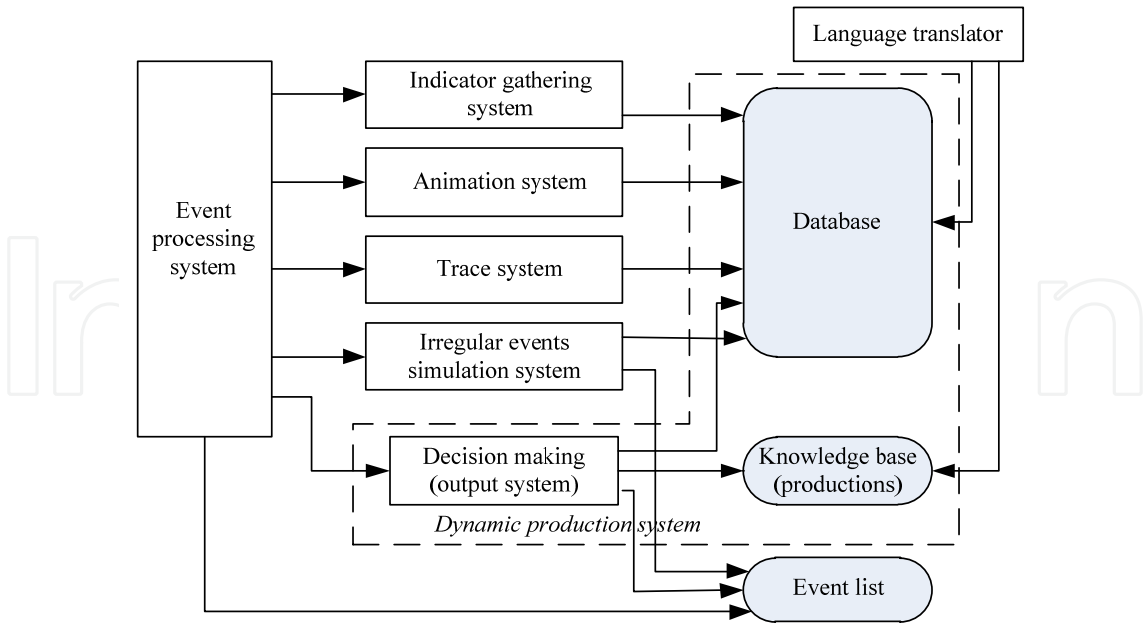 Language translator
Indicator gathering
system
Animation system
Event
processing
system
Database
Trace system
Irregular events
simulation system
Decision making
(output system)
Knowledge base
(productions)
Dynamic production system
Event list